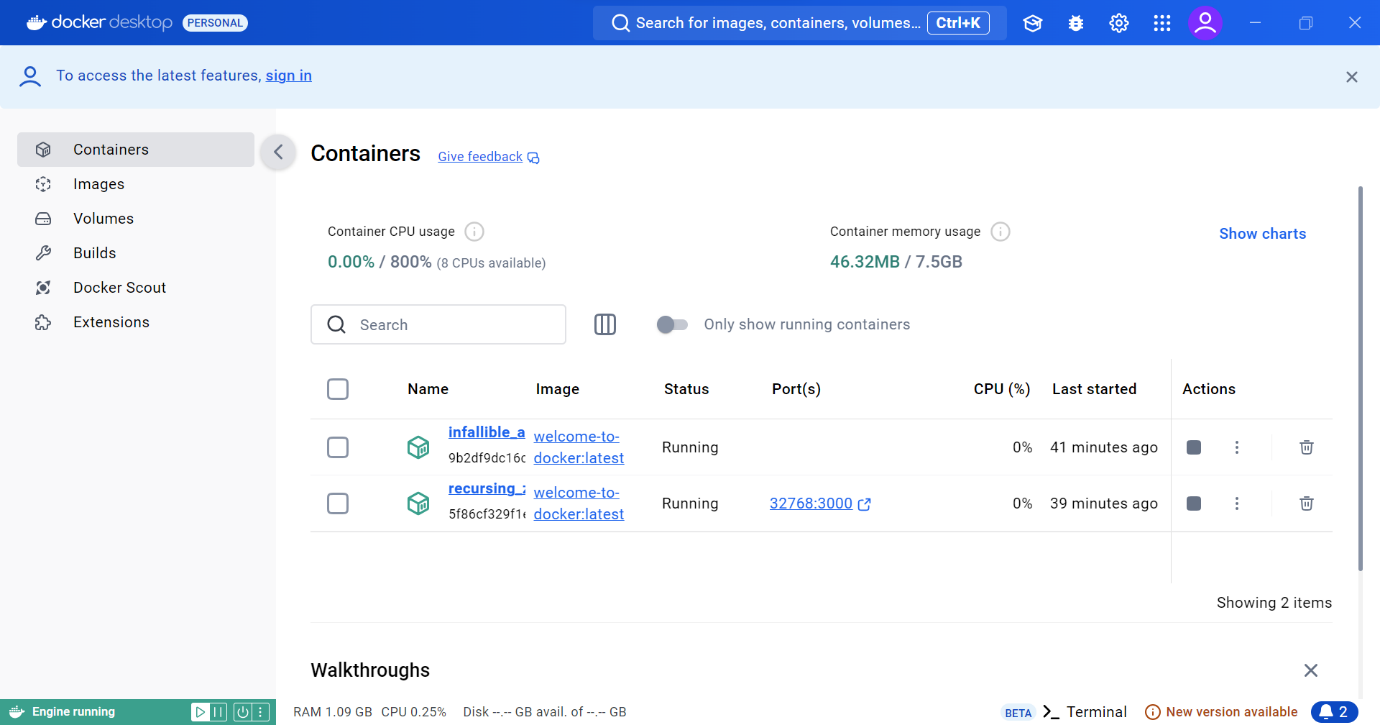 docker desktop PERSONAL
Search for images, containers, volumes... Ctrl+K
To access the latest features, sign in
Containers
Images
Volumes
Builds
Docker Scout
Extensions
Containers Give feedback
Container CPU usage
0.00% / 800% (8 CPUs available)
Container memory usage
46.32MB / 7.5GB
Show charts
Search
Only show running containers
Name Image Status Port(s) CPU (%) Last started Actions
infallible_a welcome-to-
9b2df9dc16 docker:latest Running 0% 41 minutes ago
recursing_ welcome-to-
5f86cf329f1 docker:latest Running 32768:3000 0% 39 minutes ago
Showing 2 items
Walkthroughs
Engine running RAM 1.09 GB CPU 0.25% Disk --.-- GB avail. of --.-- GB BETA >_ Terminal New version available 2